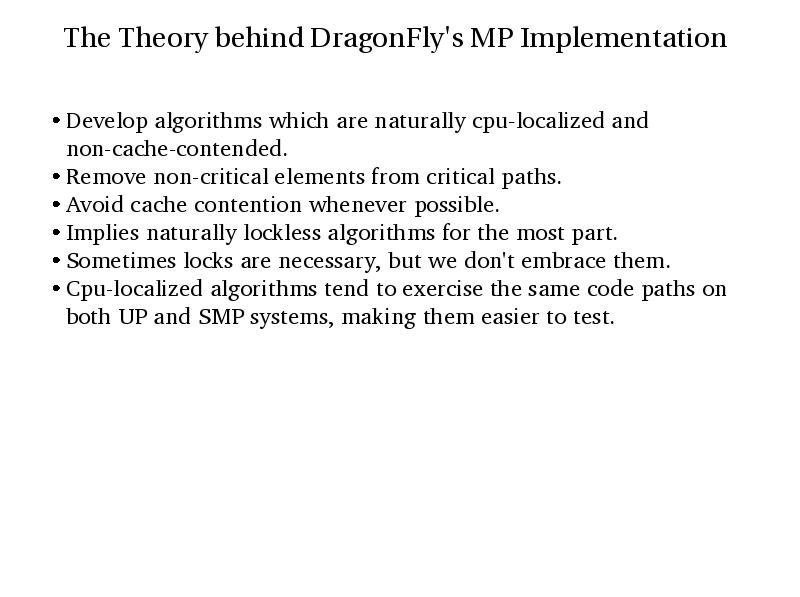 The Theory behind DragonFly's MP Implementation
• Develop algorithms which are naturally cpu-localized and
non-cache-contended.
• Remove non-critical elements from critical paths.
• Avoid cache contention whenever possible.
• Implies naturally lockless algorithms for the most part.
• Sometimes locks are necessary, but we don't embrace them.
• Cpu-localized algorithms tend to exercise the same code paths on
both UP and SMP systems, making them easier to test.